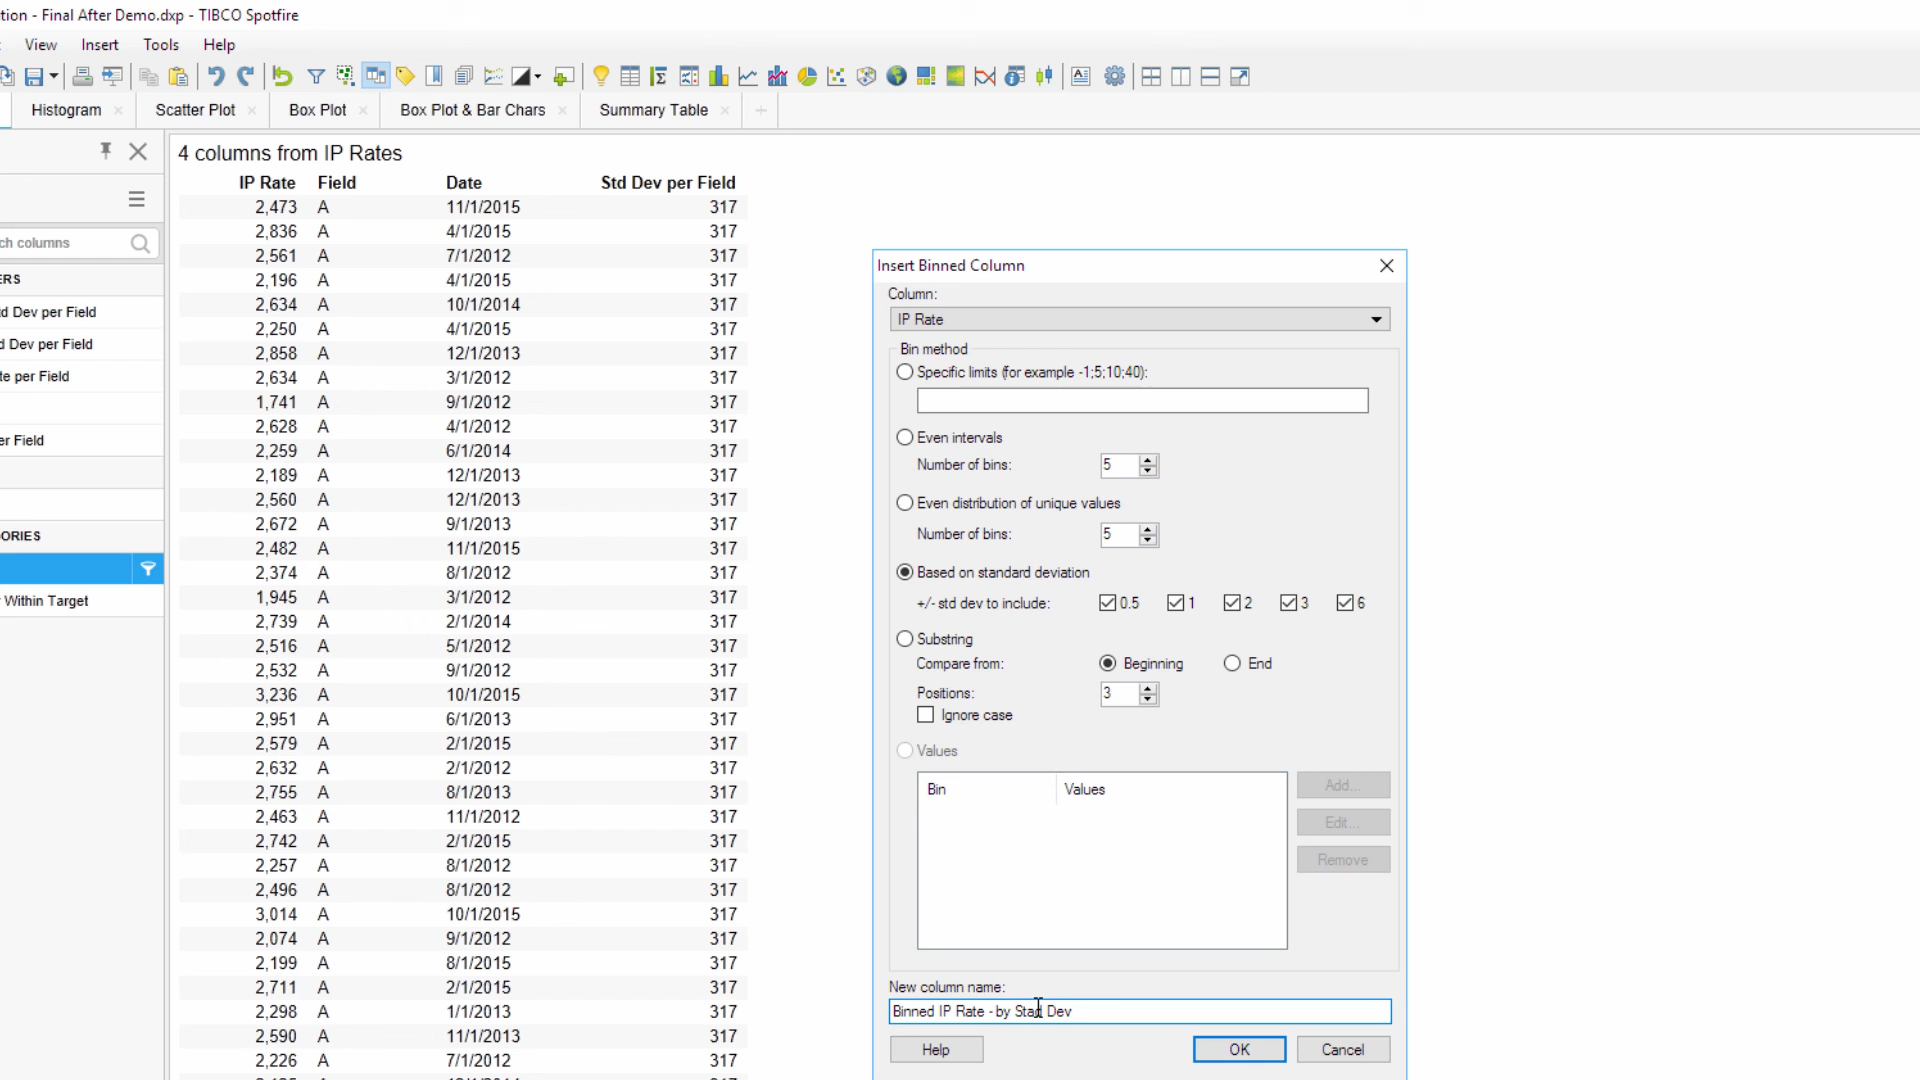 tion - Final After Demo.dxp - TIBCO Spotfire
View Insert Tools Help
Histogram Scatter Plot Box Plot Box Plot & Bar Chars Summary Table
4 columns from IP Rates
IP Rate Field Date Std Dev per Field
2,473 A 11/1/2015 317
2,836 A 4/1/2015 317
2,561 A 7/1/2012 317
2,196 A 4/1/2015 317
2,634 A 10/1/2014 317
2,250 A 4/1/2015 317
2,858 A 12/1/2013 317
2,634 A 3/1/2012 317
1,741 A 9/1/2012 317
2,628 A 4/1/2012 317
2,259 A 6/1/2014 317
2,189 A 12/1/2013 317
2,560 A 12/1/2013 317
2,672 A 9/1/2013 317
2,482 A 11/1/2015 317
2,374 A 8/1/2012 317
1,945 A 3/1/2012 317
2,739 A 2/1/2014 317
2,516 A 5/1/2012 317
2,532 A 9/1/2012 317
3,236 A 10/1/2015 317
2,951 A 6/1/2013 317
2,579 A 2/1/2015 317
2,632 A 2/1/2012 317
2,755 A 8/1/2013 317
2,463 A 11/1/2012 317
2,742 A 2/1/2015 317
2,257 A 8/1/2012 317
2,496 A 8/1/2012 317
3,014 A 10/1/2015 317
2,074 A 9/1/2012 317
2,199 A 8/1/2015 317
2,711 A 2/1/2015 317
2,298 A 1/1/2013 317
2,590 A 11/1/2013 317
2,226 A 7/1/2012 317
ch columns
ERS
d Dev per Field
d Dev per Field
te per Field
er Field
ORIES
Within Target
Insert Binned Column
Column:
IP Rate
Bin method
Specific limits (for example -1;5;10;40):
Even intervals
Number of bins: 5
Even distribution of unique values
Number of bins: 5
Based on standard deviation
+/- std dev to include: 0.5 1 2 3 6
Substring
Compare from: Beginning End
Positions: 3
Ignore case
Values
Bin Values
Add...
Edit...
Remove
New column name:
Binned IP Rate - by Stad Dev
Help OK Cancel